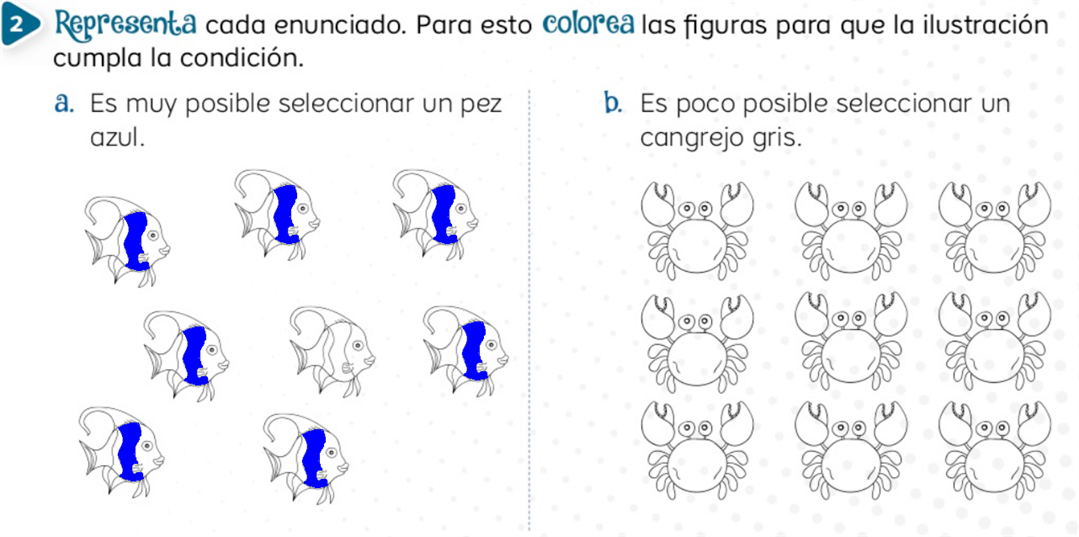 2 Representa cada enunciado. Para esto colorea las figuras para que la ilustración
cumpla la condición.
a. Es muy posible seleccionar un pez
azul.
b. Es poco posible seleccionar un
cangrejo gris.